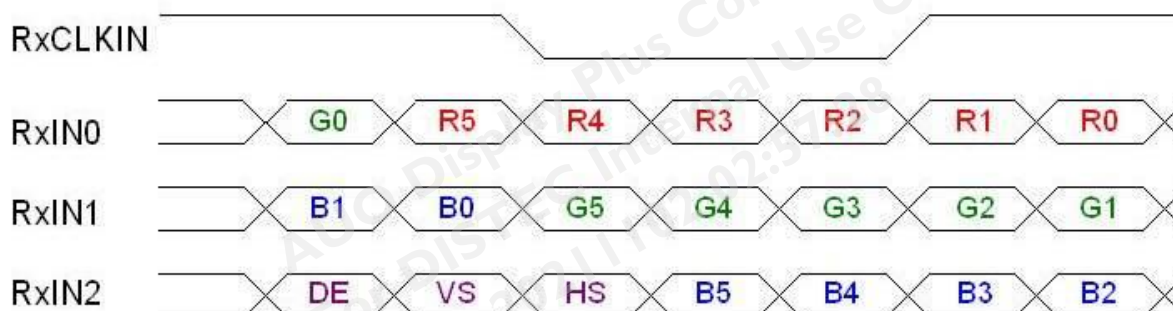 RxCLKIN
RxIN0 G0 R5 R4 R3 R2 R1 R0
RxIN1 B1 B0 G5 G4 G3 G2 G1
RxIN2 DE VS HS B5 B4 B3 B2